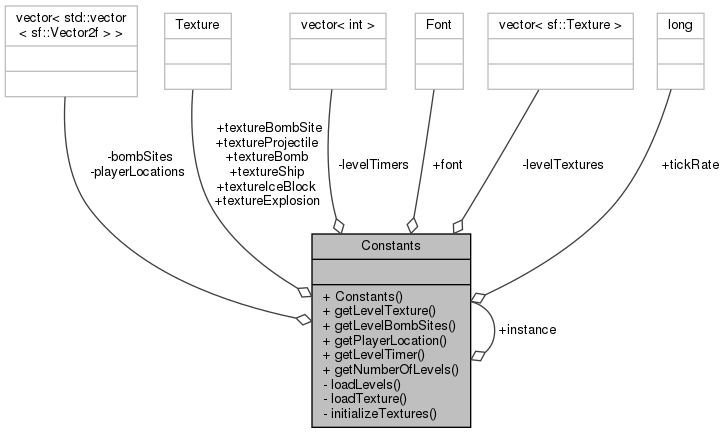 vector< std::vector
< sf::Vector2f > >
Texture
vector< int >
Font
vector< sf::Texture >
long
-bombSites
-playerLocations
+textureBombSite
+textureProjectile
+textureBomb
+textureShip
+textureIceBlock
+textureExplosion
-levelTimers
+font
-levelTextures
+tickRate
Constants
+ Constants()
+ getLevelTexture()
+ getLevelBombSites()
+ getPlayerLocation()
+ getLevelTimer()
+ getNumberOfLevels()
- loadLevels()
- loadTexture()
- initializeTextures()
+instance